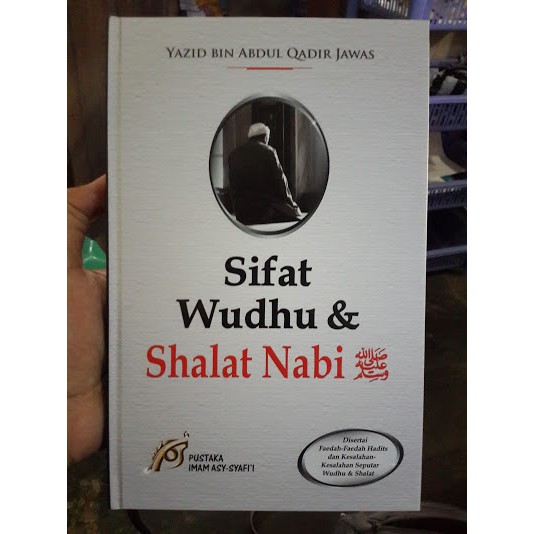 YAZID BIN ABDUL QADIR JAWAS
Sifat
Wudhu &
Shalat Nabi ﷺ
PUSTAKA
IMAM ASY-SYAFI'I
Disertai
Faedah-Faedah Hadits
dan Kesalahan-
Kesalahan Seputar
Wudhu & Shalat